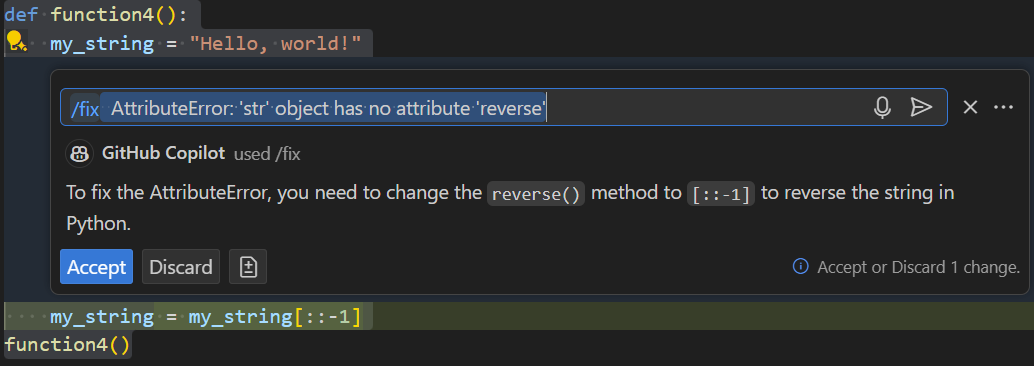 def function4():
my_string = "Hello, world!"
/fix AttributeError: 'str' object has no attribute 'reverse'
GitHub Copilot used /fix
To fix the AttributeError, you need to change the reverse() method to [::-1] to reverse the string in
Python.
Accept Discard Accept or Discard 1 change.
my_string = my_string[::-1]
function4()